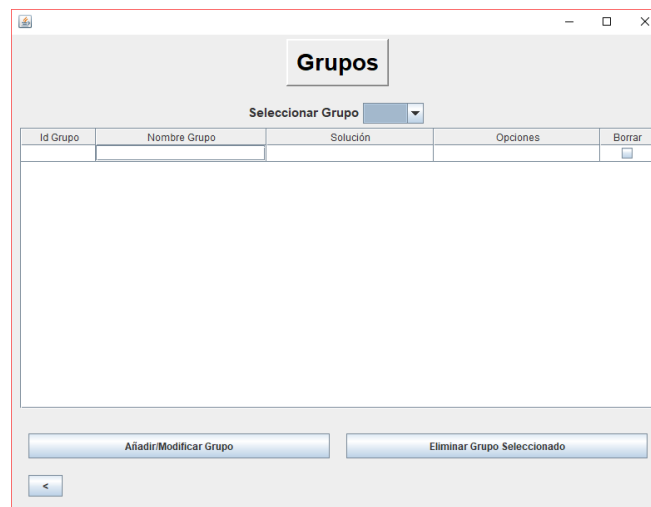 Grupos
Seleccionar Grupo
Id Grupo Nombre Grupo Solución Opciones Borrar
Añadir/Modificar Grupo Eliminar Grupo Seleccionado
<